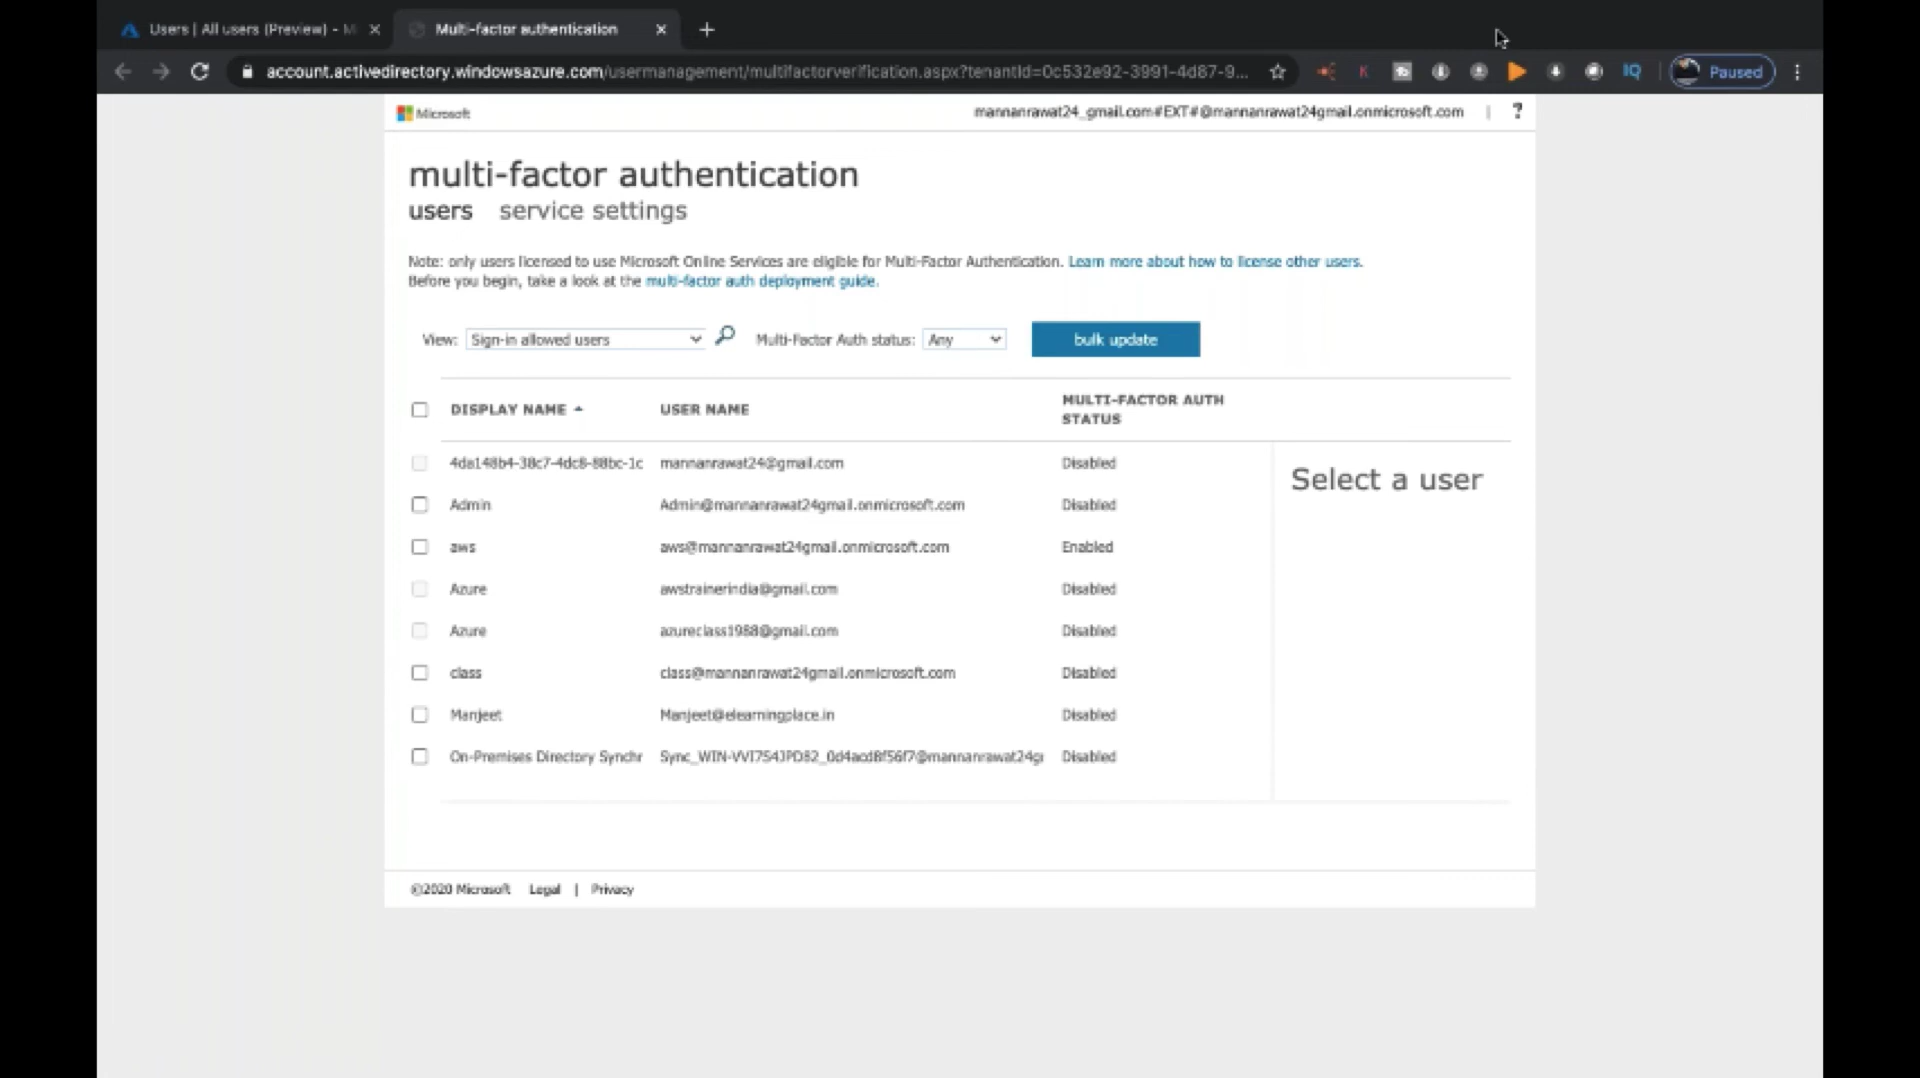 Users | All users (Preview) - M
Multi-factor authentication
account.activedirectory.windowsazure.com/usermanagement/multifactorverification.aspx?tenantId=0c532e92-3991-4d87-9...
K
IQ
Paused
Microsoft
mannanrawat24_gmail.com#EXT#@mannanrawat24gmail.onmicrosoft.com | ?
multi-factor authentication
users service settings
Note: only users licensed to use Microsoft Online Services are eligible for Multi-Factor Authentication. Learn more about how to license other users.
Before you begin, take a look at the multi-factor auth deployment guide.
View: Sign-in allowed users Multi-Factor Auth status: Any bulk update
DISPLAY NAME USER NAME MULTI-FACTOR AUTH STATUS
4da148b4-38c7-4dc8-88bc-1c mannanrawat24@gmail.com Disabled
Select a user
Admin Admin@mannanrawat24gmail.onmicrosoft.com Disabled
aws aws@mannanrawat24gmail.onmicrosoft.com Enabled
Azure awstrainerindia@gmail.com Disabled
Azure azureclass1988@gmail.com Disabled
class class@mannanrawat24gmail.onmicrosoft.com Disabled
Manjeet Manjeet@elearningplace.in Disabled
On-Premises Directory Synchr Sync_WIN-VVI754JPD82_0d4acd8f56f7@mannanrawat24gr Disabled
©2020 Microsoft Legal | Privacy